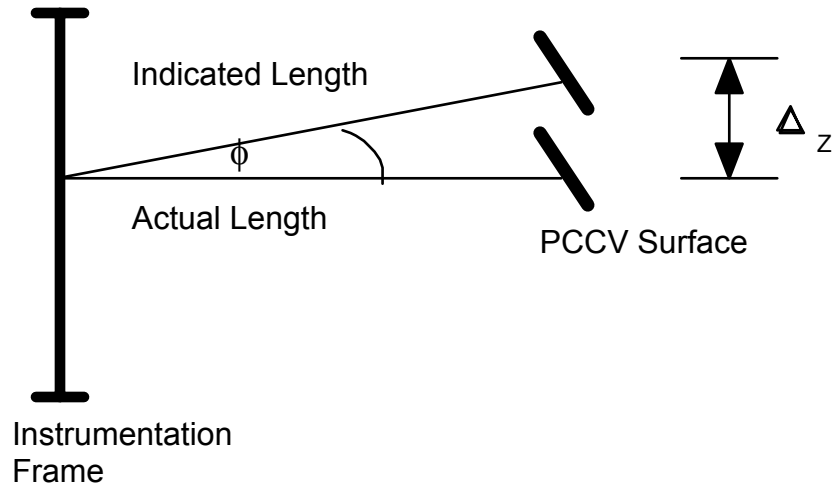 Indicated Length
ϕ
Δ Z
Actual Length
PCCV Surface
Instrumentation
Frame